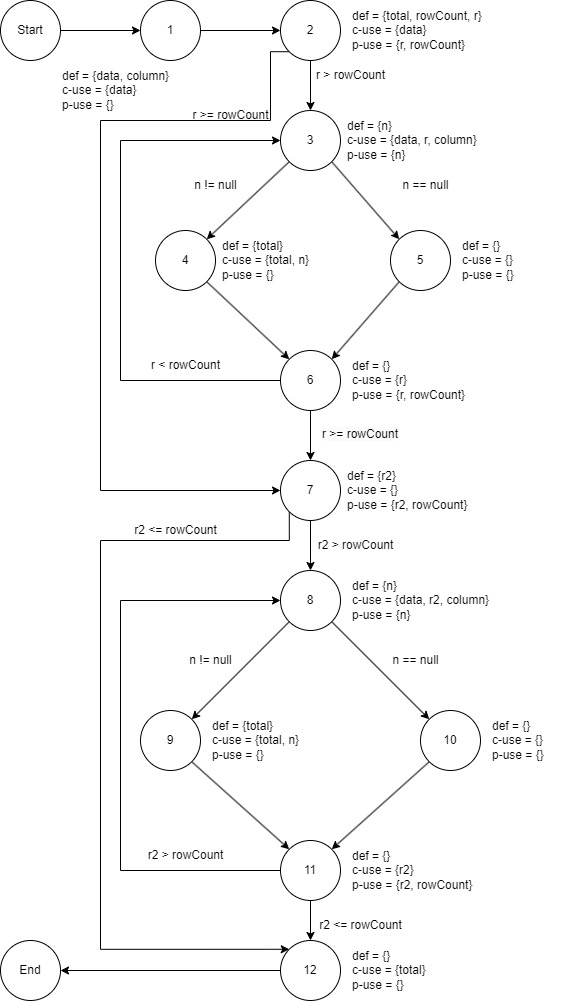 Start
1
2
def = {total, rowCount, r}
c-use = {data}
p-use = {r, rowCount}
def = {data, column}
c-use = {data}
p-use = {}
r > rowCount
r >= rowCount
3
def = {n}
c-use = {data, r, column}
p-use = {n}
n != null
n == null
4
def = {total}
c-use = {total, n}
p-use = {}
5
def = {}
c-use = {}
p-use = {}
r < rowCount
6
def = {}
c-use = {r}
p-use = {r, rowCount}
r >= rowCount
7
def = {r2}
c-use = {}
p-use = {r2, rowCount}
r2 <= rowCount
r2 > rowCount
8
def = {n}
c-use = {data, r2, column}
p-use = {n}
n != null
n == null
9
def = {total}
c-use = {total, n}
p-use = {}
10
def = {}
c-use = {}
p-use = {}
r2 > rowCount
11
def = {}
c-use = {r2}
p-use = {r2, rowCount}
r2 <= rowCount
End
12
def = {}
c-use = {total}
p-use = {}